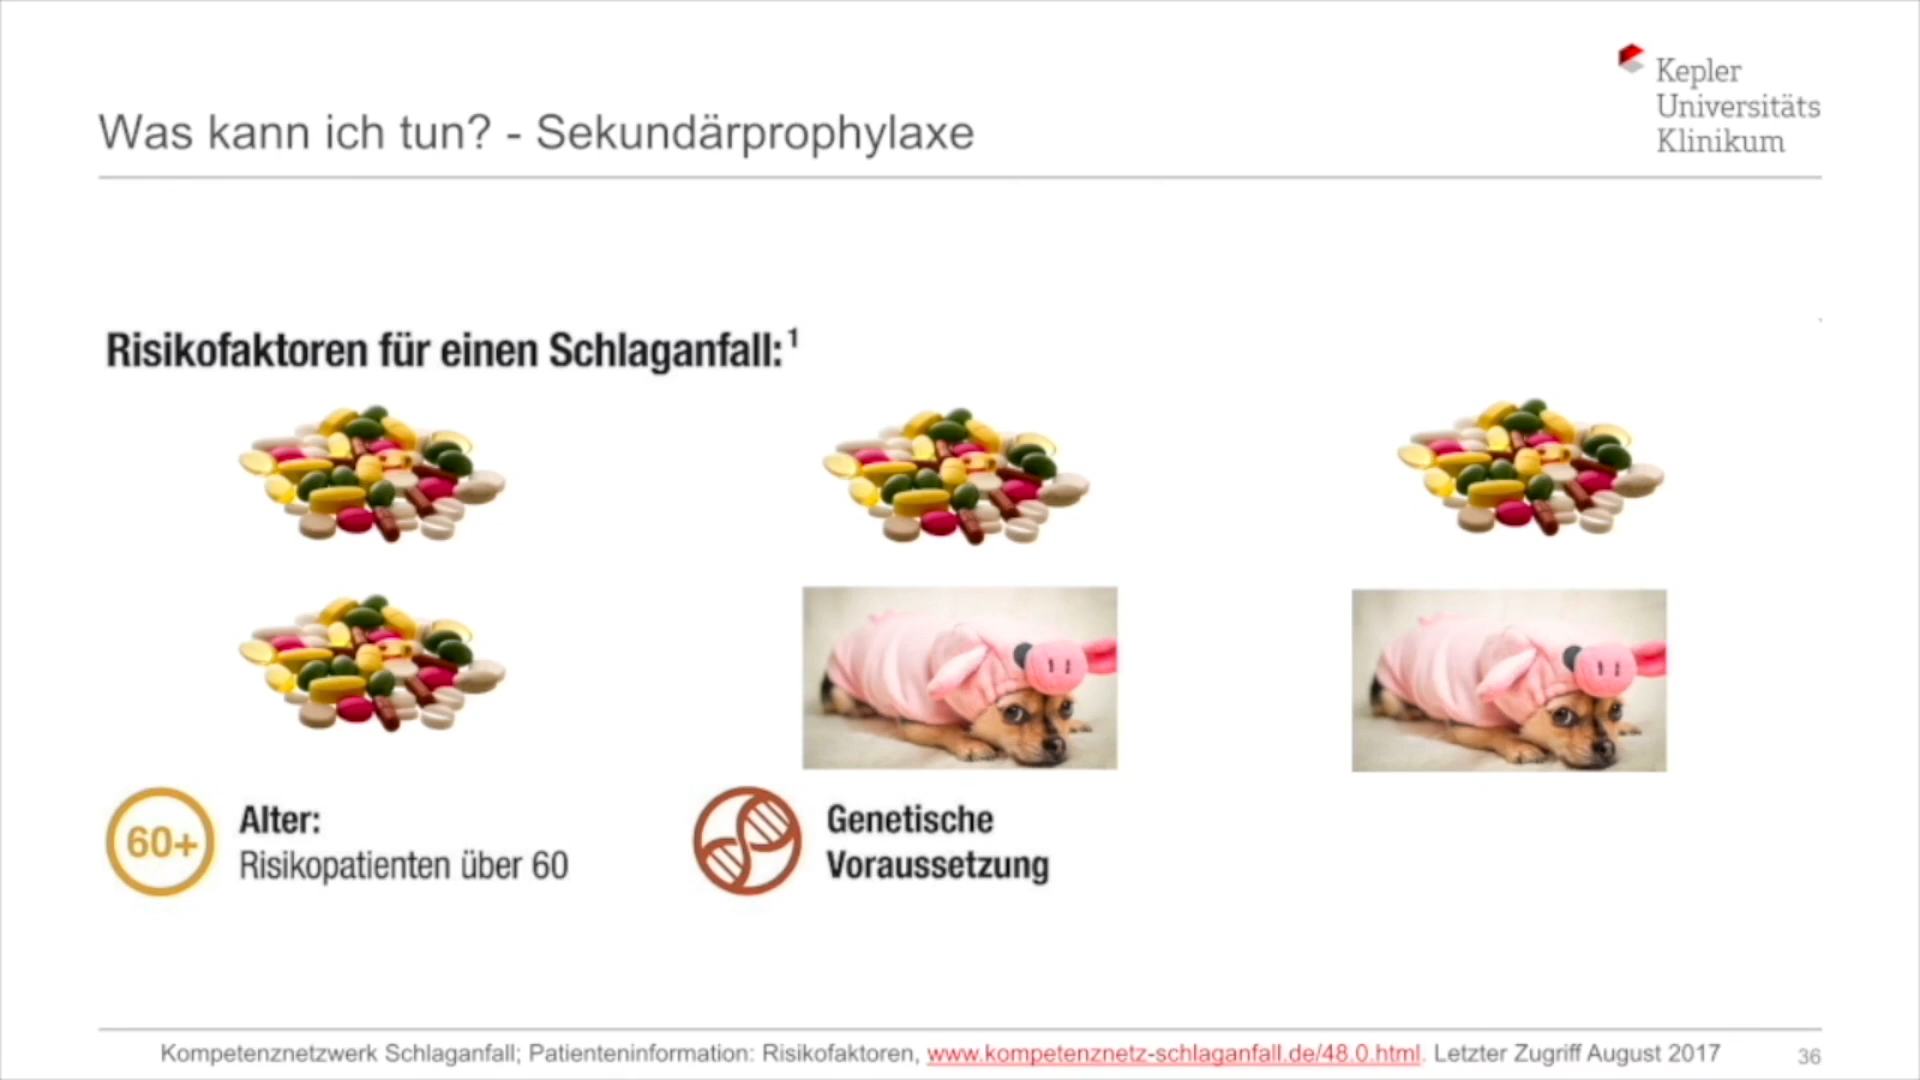 Kepler
Universitäts
Klinikum
Was kann ich tun? - Sekundärprophylaxe
Risikofaktoren für einen Schlaganfall:¹
60+
Alter:
Risikopatienten über 60
Genetische
Voraussetzung
Kompetenznetzwerk Schlaganfall; Patienteninformation: Risikofaktoren, www.kompetenznetz-schlaganfall.de/48.0.html. Letzter Zugriff August 2017
36